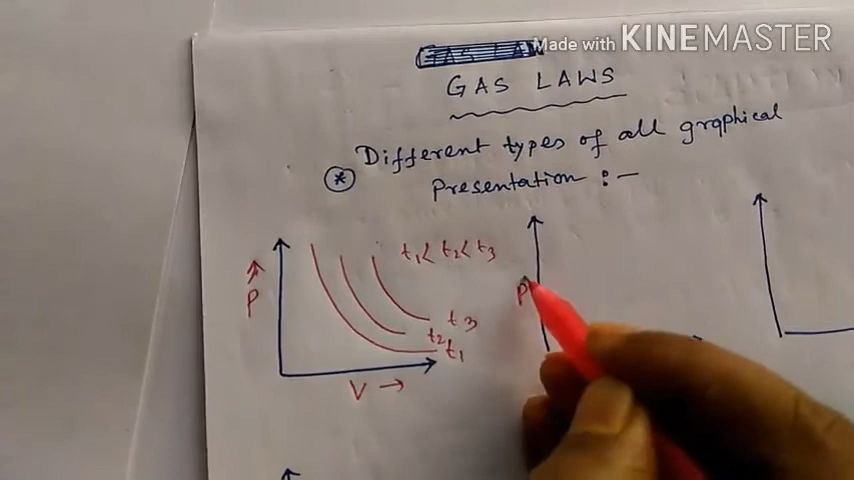 Made with KINEMASTER
GAS LAWS
* Different types of all graphical
presentation :-
P →
t1 < t2 < t3
t3
t2
t1
V →
P